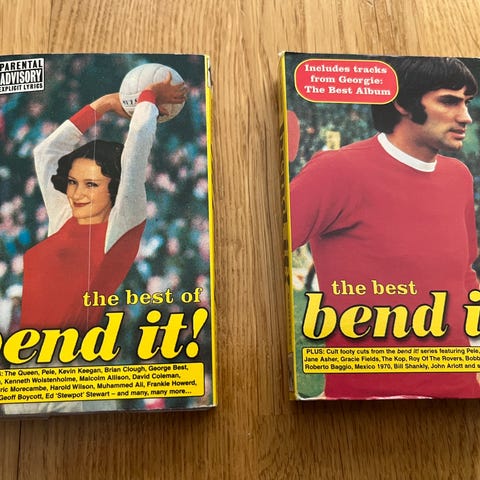 PARENTAL
ADVISORY
EXPLICIT LYRICS
the best of
bend it!
The Queen, Pele, Kevin Keegan, Brian Clough, George Best,
Kenneth Wolstenholme, Malcolm Allison, David Coleman,
Eric Morecambe, Harold Wilson, Muhammed Ali, Frankie Howerd,
Geoff Boycott, Ed 'Stewpot' Stewart – and many, many more...
Includes tracks
from Georgie:
The Best Album
the best
bend i
PLUS: Cult footy cuts from the bend it! series featuring Pele,
Jane Asher, Gracie Fields, The Kop, Roy Of The Rovers, Bobb
Roberto Baggio, Mexico 1970, Bill Shankly, John Arlott and